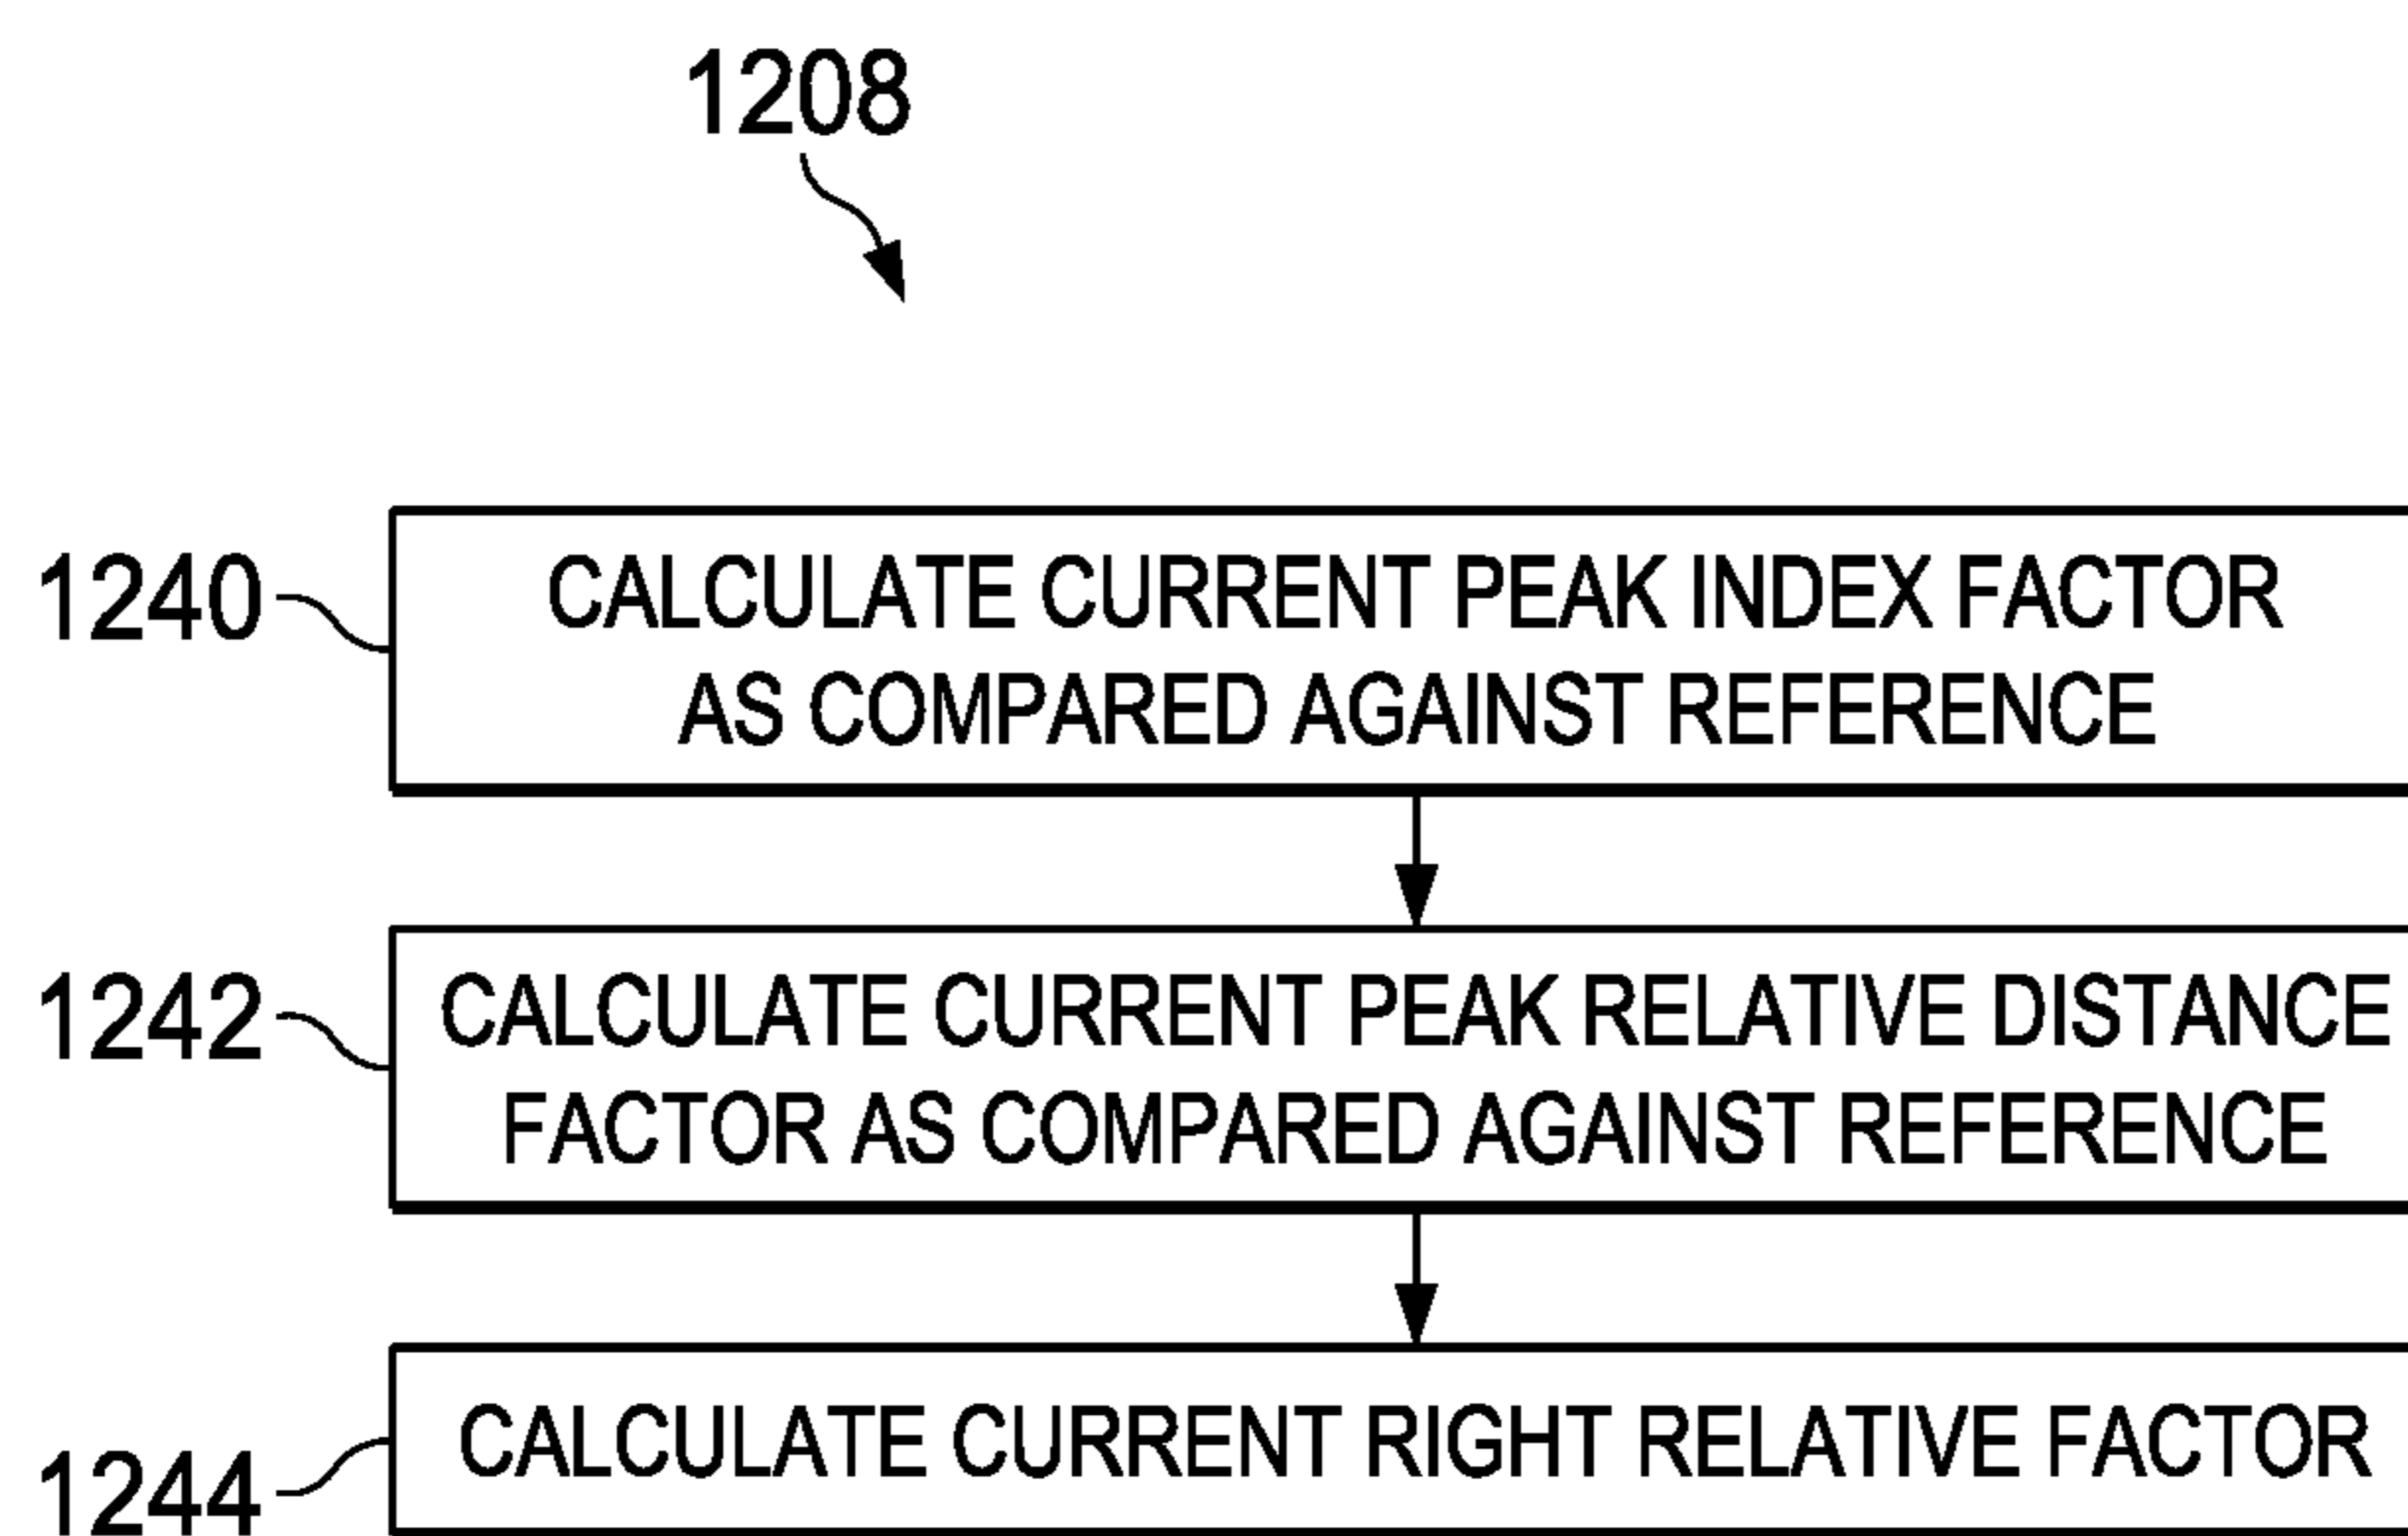 1208
1240
CALCULATE CURRENT PEAK INDEX FACTOR
AS COMPARED AGAINST REFERENCE
1242
CALCULATE CURRENT PEAK RELATIVE DISTANCE
FACTOR AS COMPARED AGAINST REFERENCE
1244
CALCULATE CURRENT RIGHT RELATIVE FACTOR